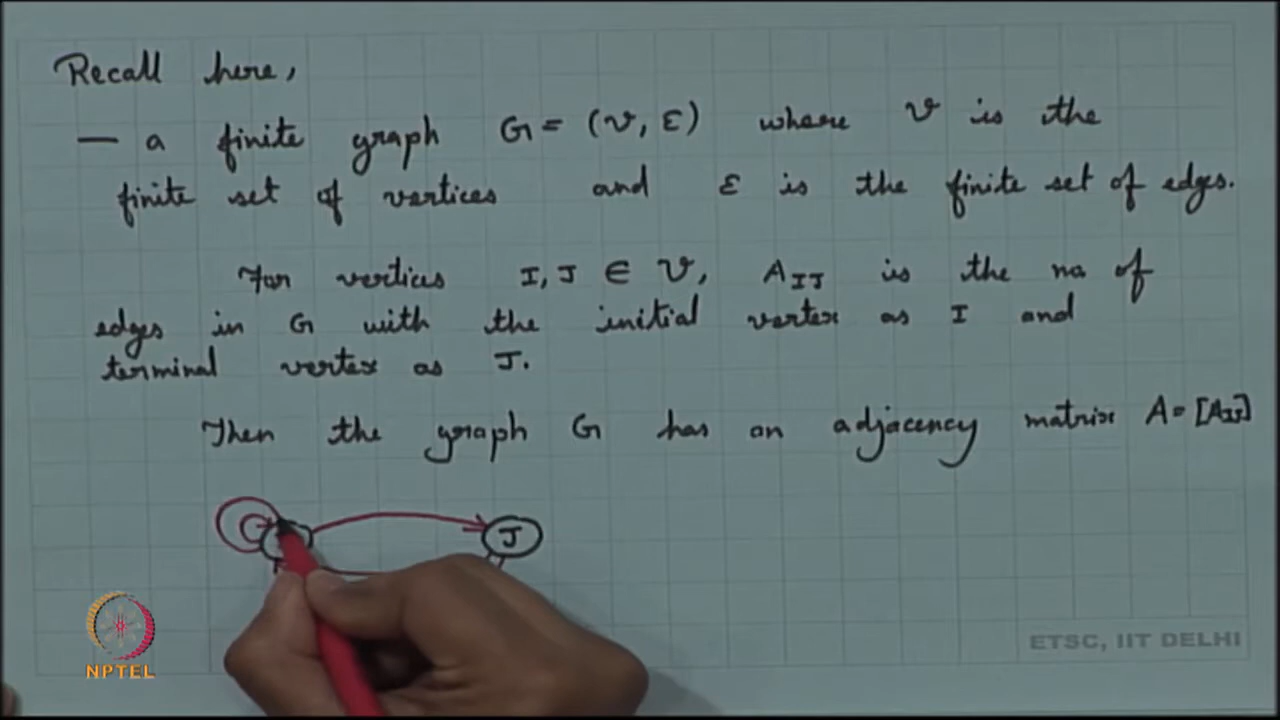 Recall here,
— a finite graph G = (V, E) where V is the
finite set of vertices and E is the finite set of edges.
For vertices I, J ∈ V, A_IJ is the no of
edges in G with the initial vertex as I and
terminal vertex as J.
Then the graph G has an adjacency matrix A = [A_IJ]
J
NPTEL
ETSC, IIT DELHI